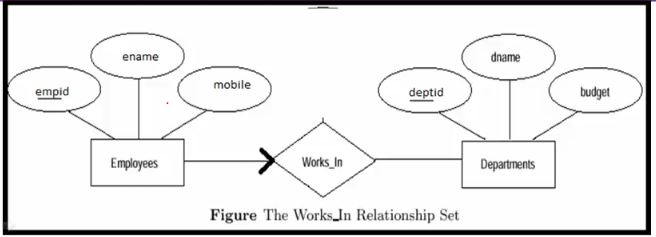 ename
dname
empid
mobile
deptid
budget
Employees
Works_In
Departments
Figure The Works_In Relationship Set